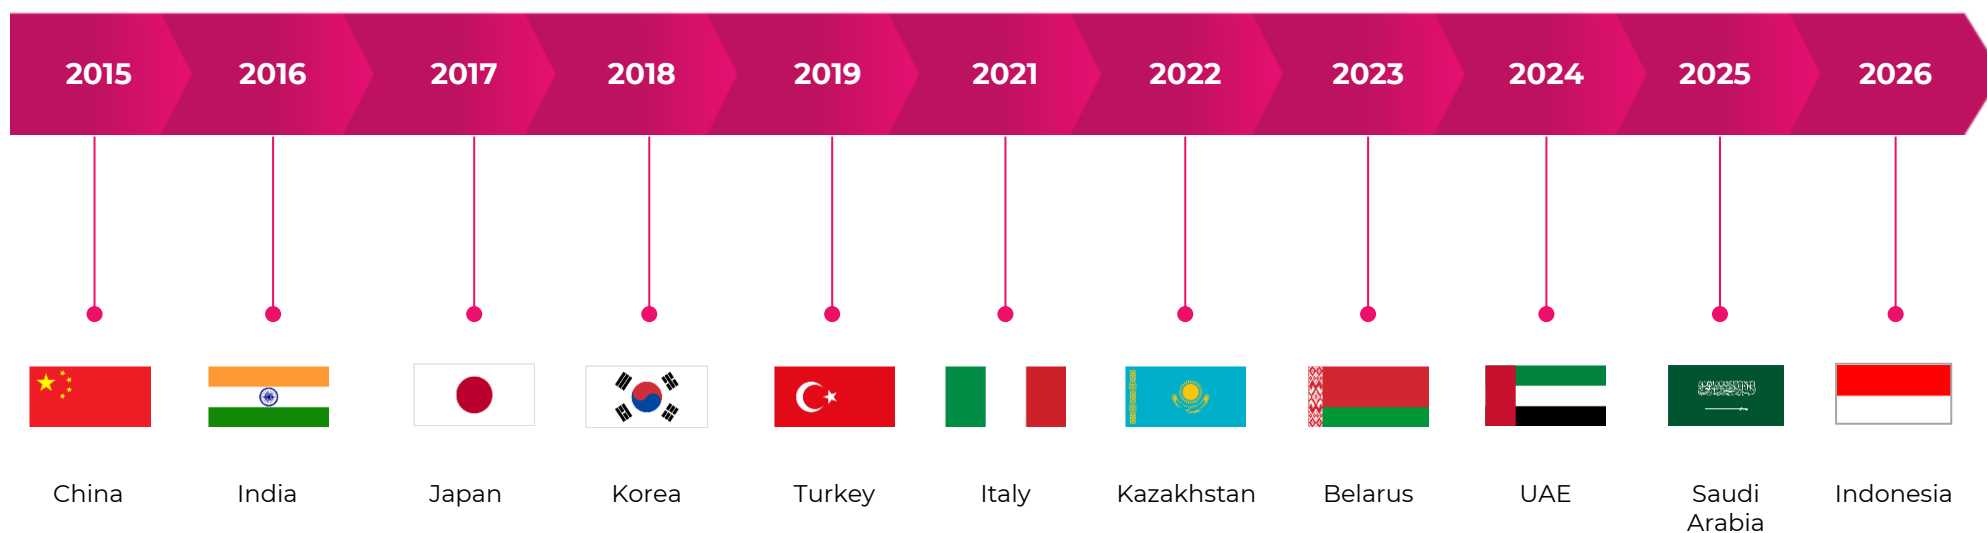 2015 2016 2017 2018 2019 2021 2022 2023 2024 2025 2026
China India Japan Korea Turkey Italy Kazakhstan Belarus UAE Saudi Indonesia
Arabia